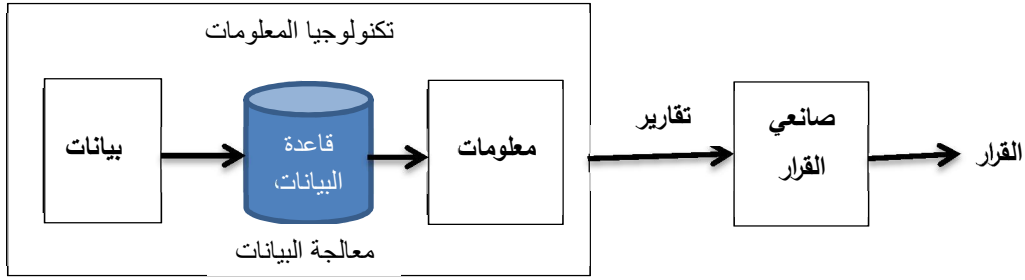 تكنولوجيا المعلومات
بيانات
قاعدة
البيانات،
معلومات
تقارير
صانعي
القرار
القرار
معالجة البيانات